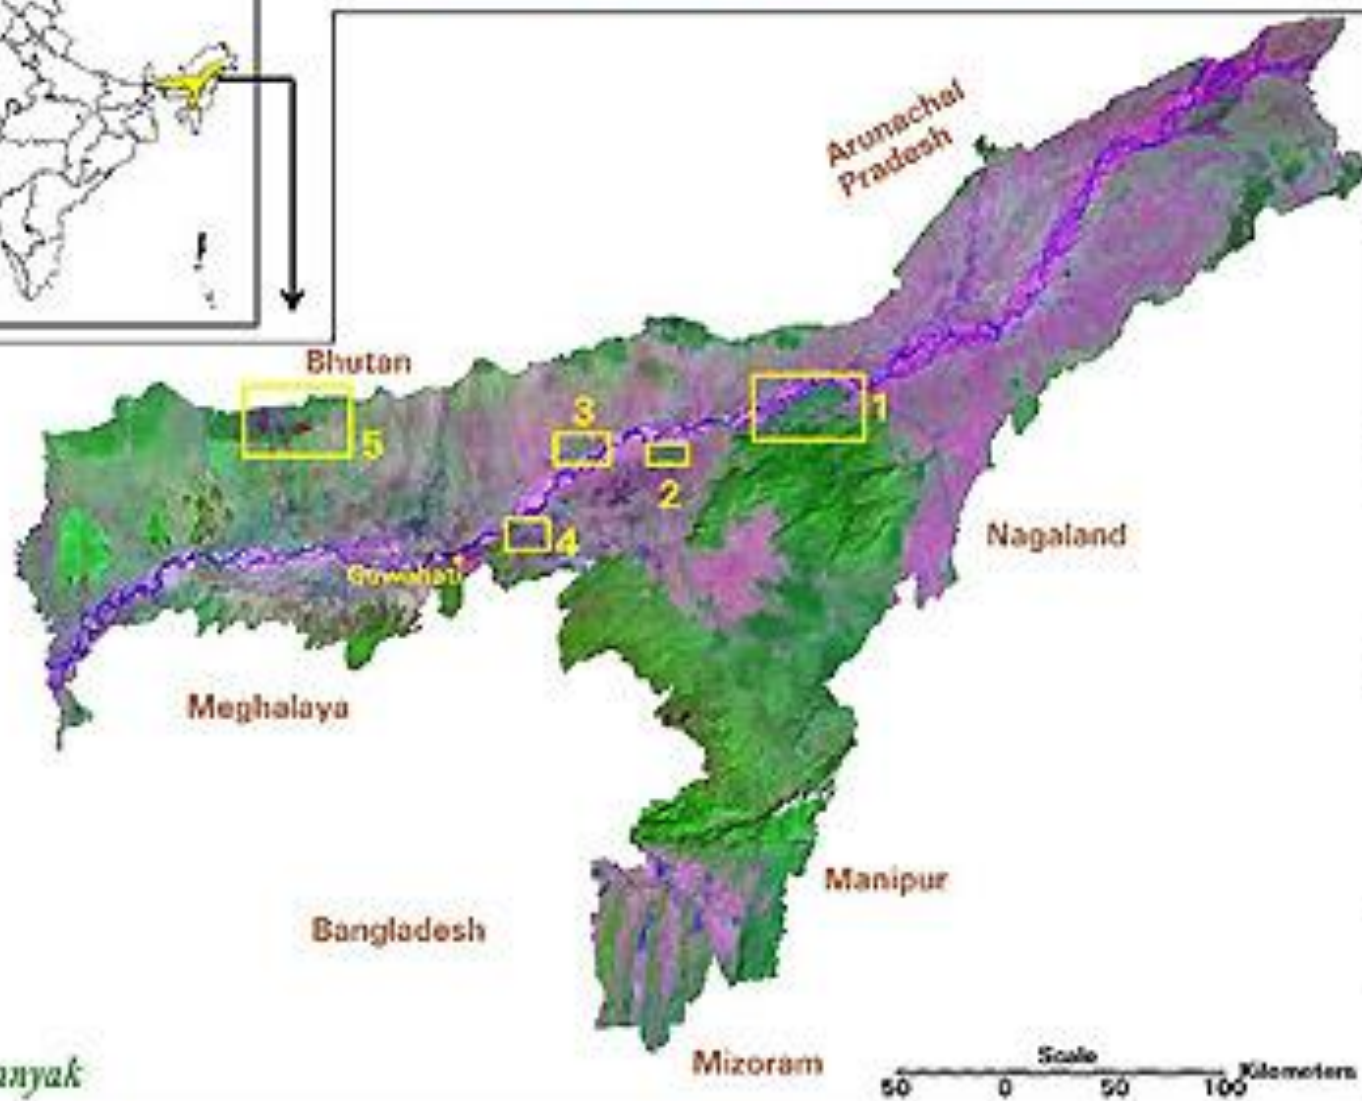 Arunachal
Pradesh
Bhutan
3
1
5
2
4
Guwahati
Nagaland
Meghalaya
Manipur
Bangladesh
Mizoram
Scale
50 0 50 100 Kilometers